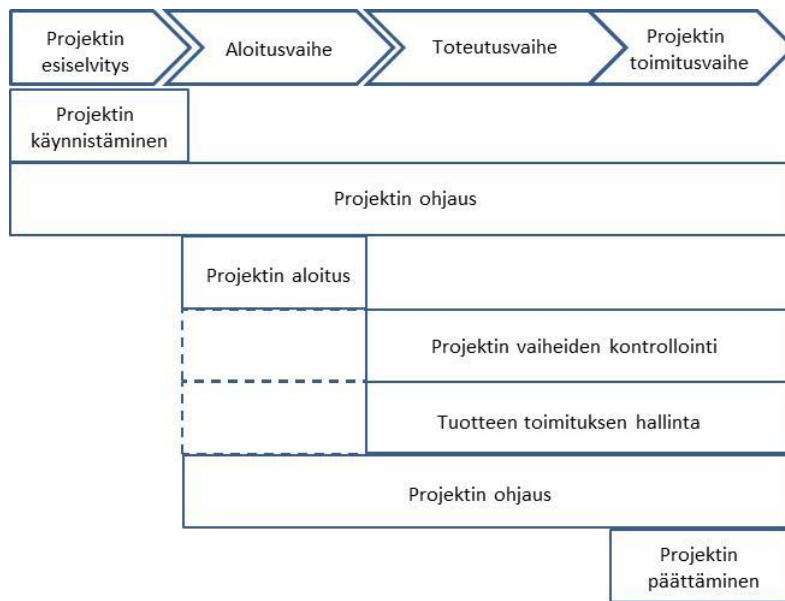 Projektin
esiselvitys
Aloitusvaihe
Toteutusvaihe
Projektin
toimitusvaihe
Projektin
käynnistäminen
Projektin ohjaus
Projektin aloitus
Projektin vaiheiden kontrollointi
Tuotteen toimituksen hallinta
Projektin ohjaus
Projektin
päättäminen